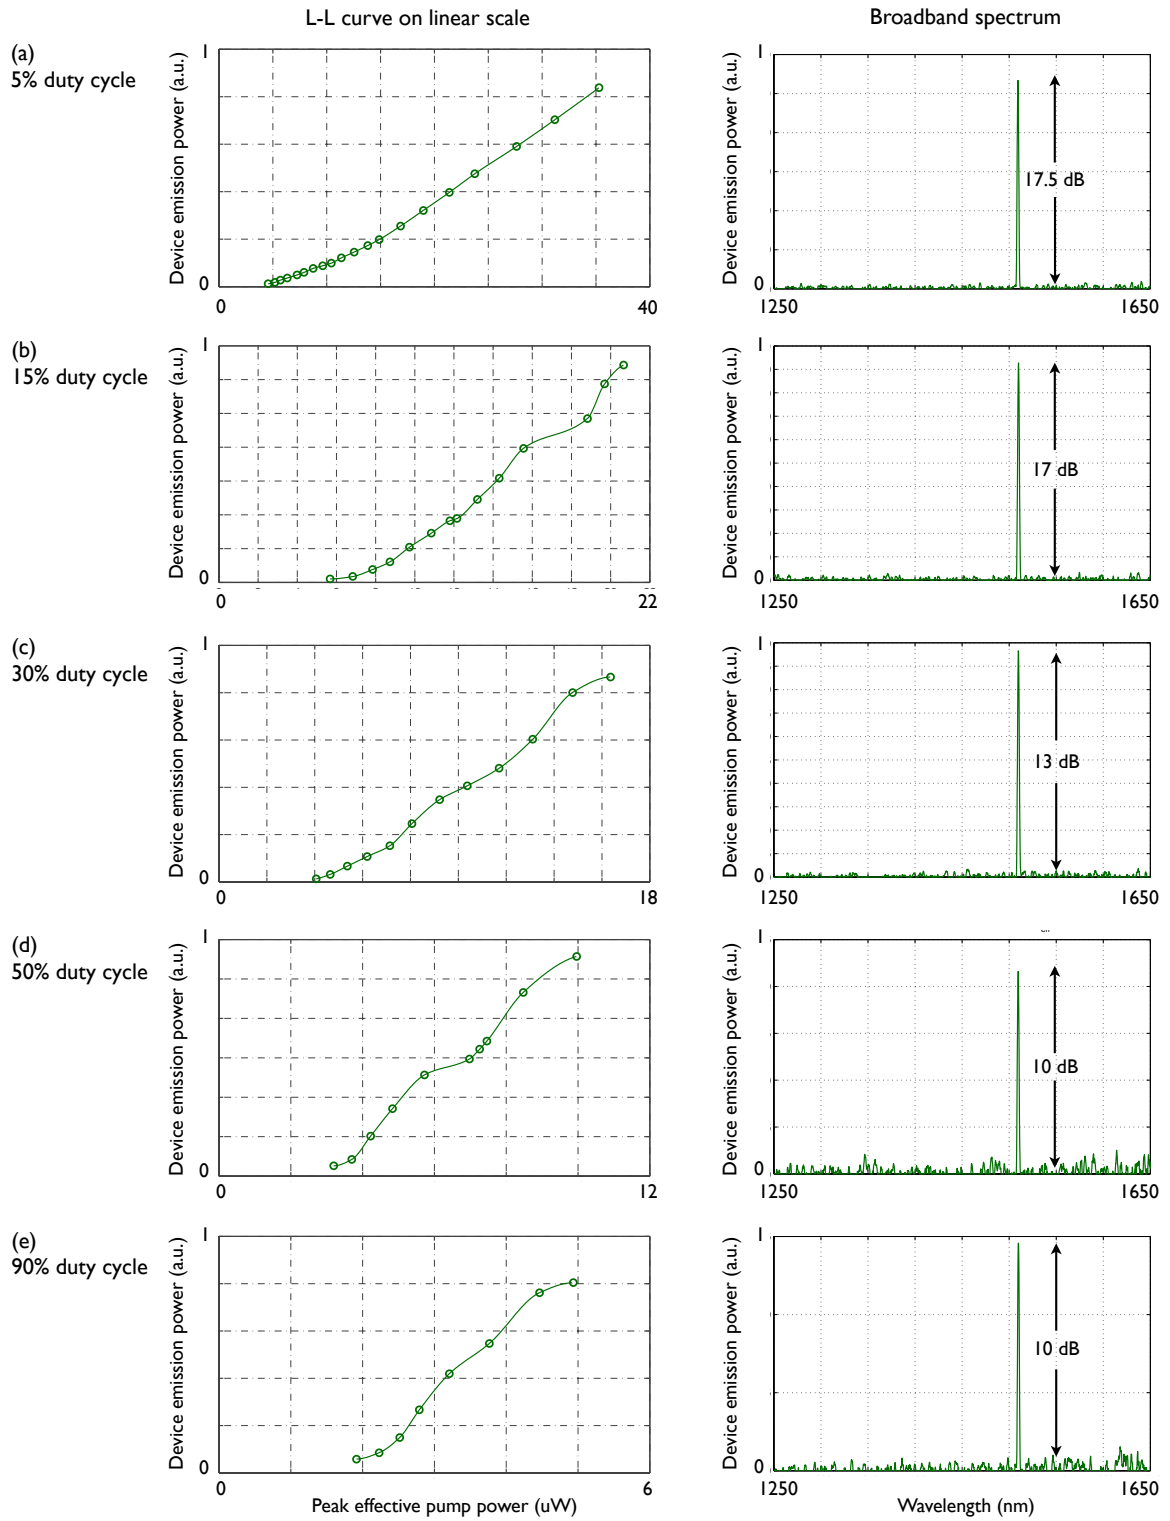 L-L curve on linear scale
Broadband spectrum
(a)
5% duty cycle
Device emission power (a.u.)
1
0
0
40
Device emission power (a.u.)
1
0
17.5 dB
1250
1650
(b)
15% duty cycle
Device emission power (a.u.)
1
0
0
22
Device emission power (a.u.)
1
0
17 dB
1250
1650
(c)
30% duty cycle
Device emission power (a.u.)
1
0
0
18
Device emission power (a.u.)
1
0
13 dB
1250
1650
(d)
50% duty cycle
Device emission power (a.u.)
1
0
0
12
Device emission power (a.u.)
1
0
10 dB
1250
1650
(e)
90% duty cycle
Device emission power (a.u.)
1
0
0
6
Peak effective pump power (uW)
Device emission power (a.u.)
1
0
10 dB
1250
1650
Wavelength (nm)